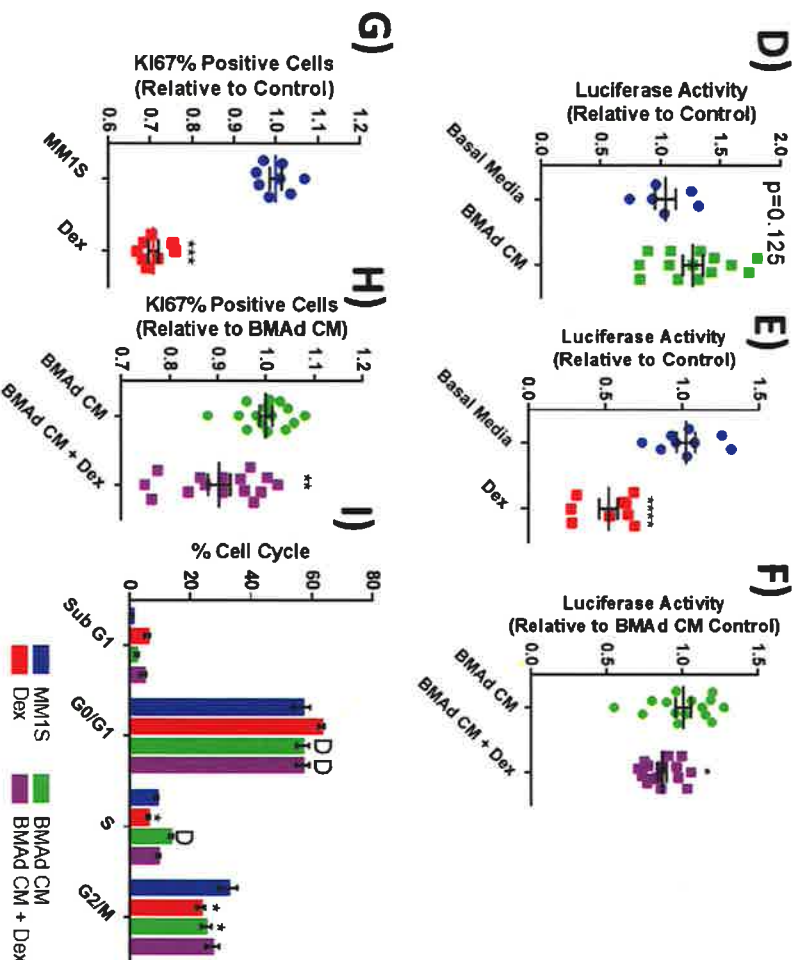 D)
Luciferase Activity
(Relative to Control)
0.0
0.5
1.0
1.5
2.0
p=0.125
Basal Media
BMAd CM
E)
Luciferase Activity
(Relative to Control)
0.0
0.5
1.0
1.5
****
Basal Media
Dex
F)
Luciferase Activity
(Relative to BMAd CM Control)
0.0
0.5
1.0
1.5
*
BMAd CM
BMAd CM + Dex
G)
KI67% Positive Cells
(Relative to Control)
0.6
0.7
0.8
0.9
1.0
1.1
1.2
***
MM1S
Dex
H)
KI67% Positive Cells
(Relative to BMAd CM)
0.7
0.8
0.9
1.0
1.1
1.2
**
BMAd CM
BMAd CM + Dex
I)
% Cell Cycle
0
20
40
60
80
D D
* D
* *
Sub G1
G0/G1
S
G2/M
MM1S
Dex
BMAd CM
BMAd CM + Dex